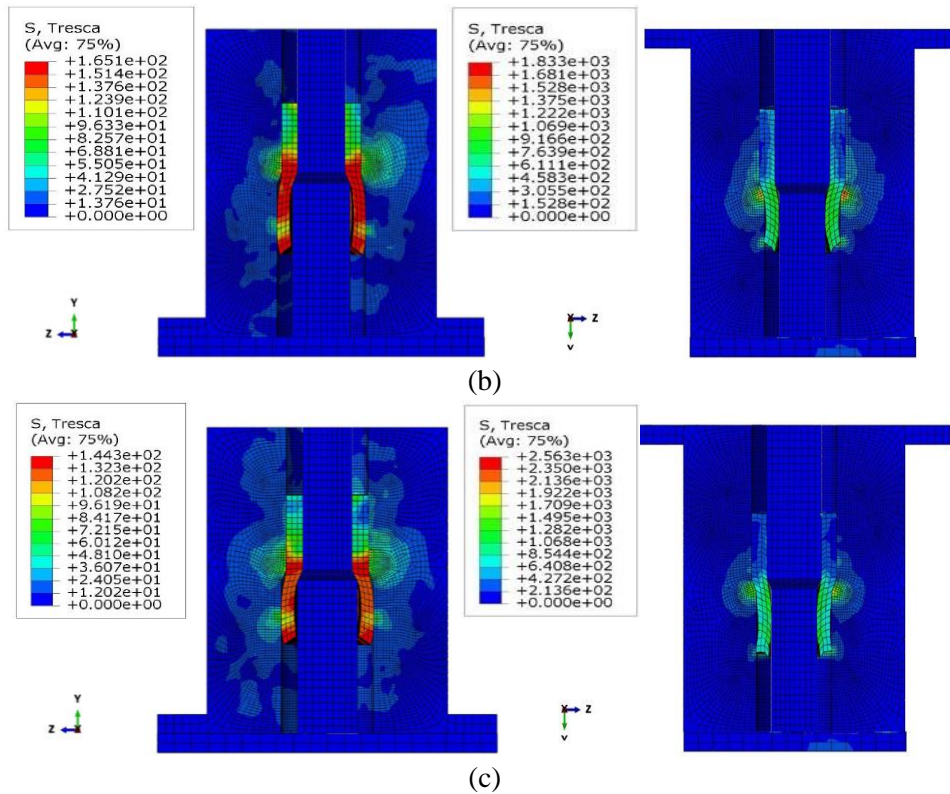 S, Tresca
(Avg: 75%)
+1.651e+02
+1.514e+02
+1.376e+02
+1.239e+02
+1.101e+02
+9.633e+01
+8.257e+01
+6.881e+01
+5.505e+01
+4.129e+01
+2.752e+01
+1.376e+01
+0.000e+00
Y
Z
X
S, Tresca
(Avg: 75%)
+1.833e+03
+1.681e+03
+1.528e+03
+1.375e+03
+1.222e+03
+1.069e+03
+9.166e+02
+7.639e+02
+6.111e+02
+4.583e+02
+3.055e+02
+1.528e+02
+0.000e+00
X
Z
Y
(b)
S, Tresca
(Avg: 75%)
+1.443e+02
+1.323e+02
+1.202e+02
+1.082e+02
+9.619e+01
+8.417e+01
+7.215e+01
+6.012e+01
+4.810e+01
+3.607e+01
+2.405e+01
+1.202e+01
+0.000e+00
Y
Z
X
S, Tresca
(Avg: 75%)
+2.563e+03
+2.350e+03
+2.136e+03
+1.922e+03
+1.709e+03
+1.495e+03
+1.282e+03
+1.068e+03
+8.544e+02
+6.408e+02
+4.272e+02
+2.136e+02
+0.000e+00
X
Z
Y
(c)